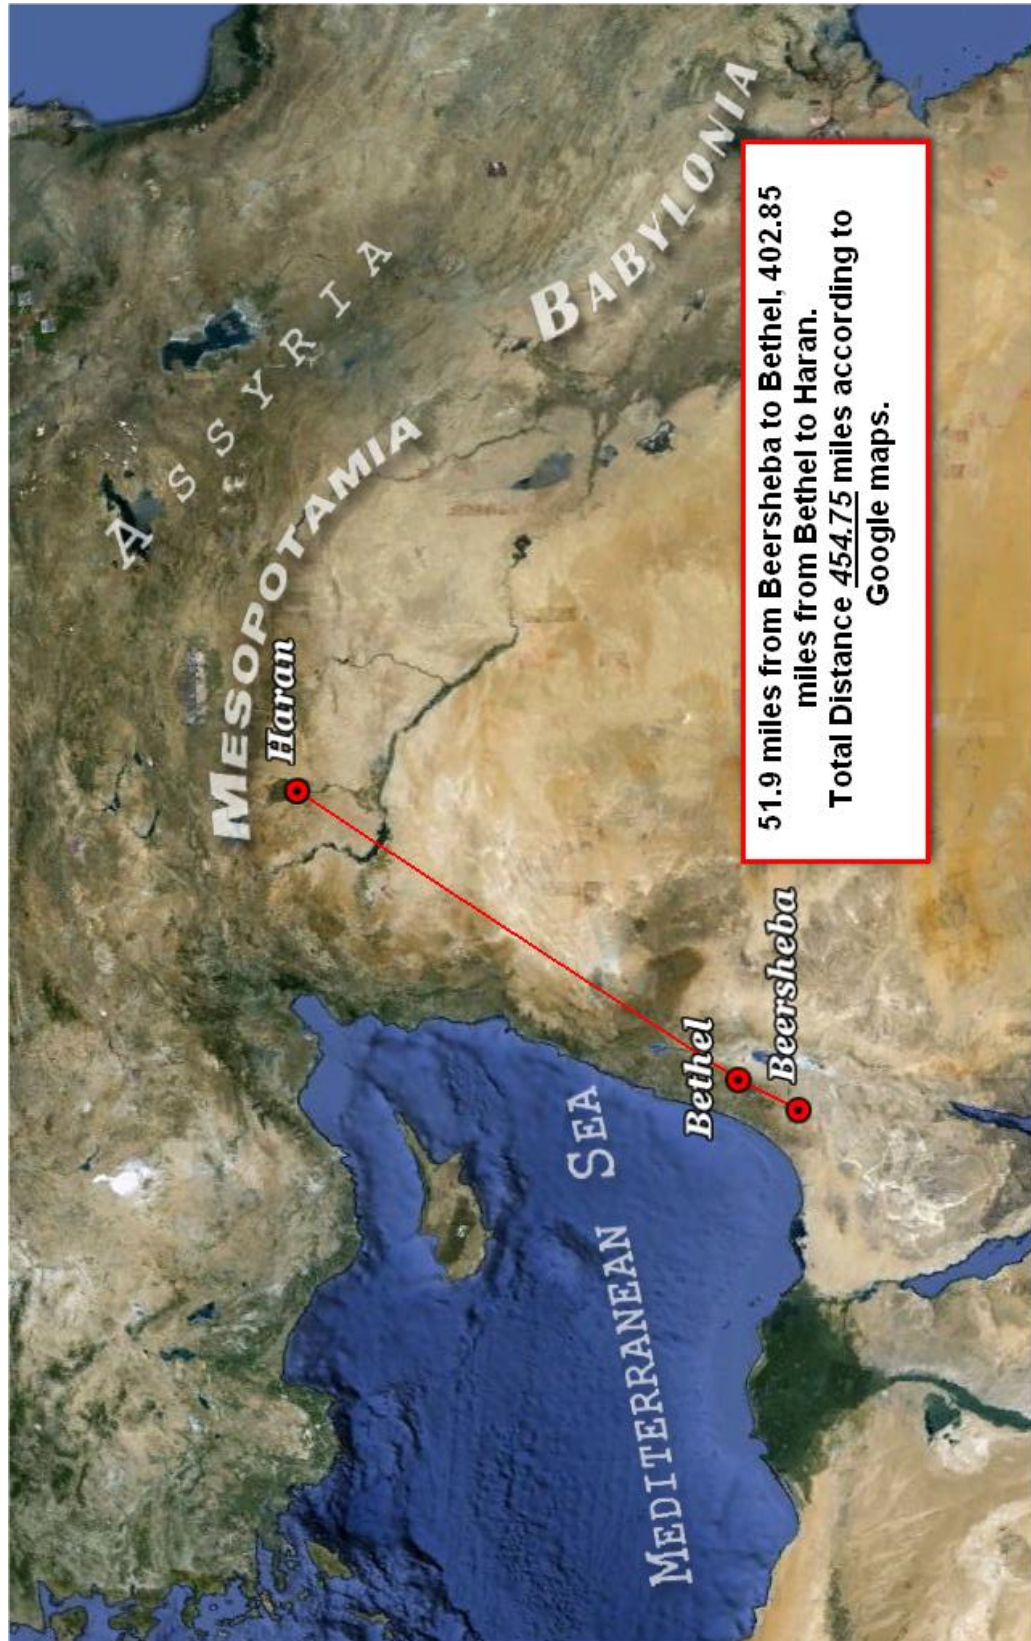 ASSYRIA
MESOPOTAMIA
Haran
BABYLONIA
MEDITERRANEAN SEA
Bethel
Beersheba
51.9 miles from Beersheba to Bethel, 402.85
miles from Bethel to Haran.
Total Distance 454.75 miles according to
Google maps.